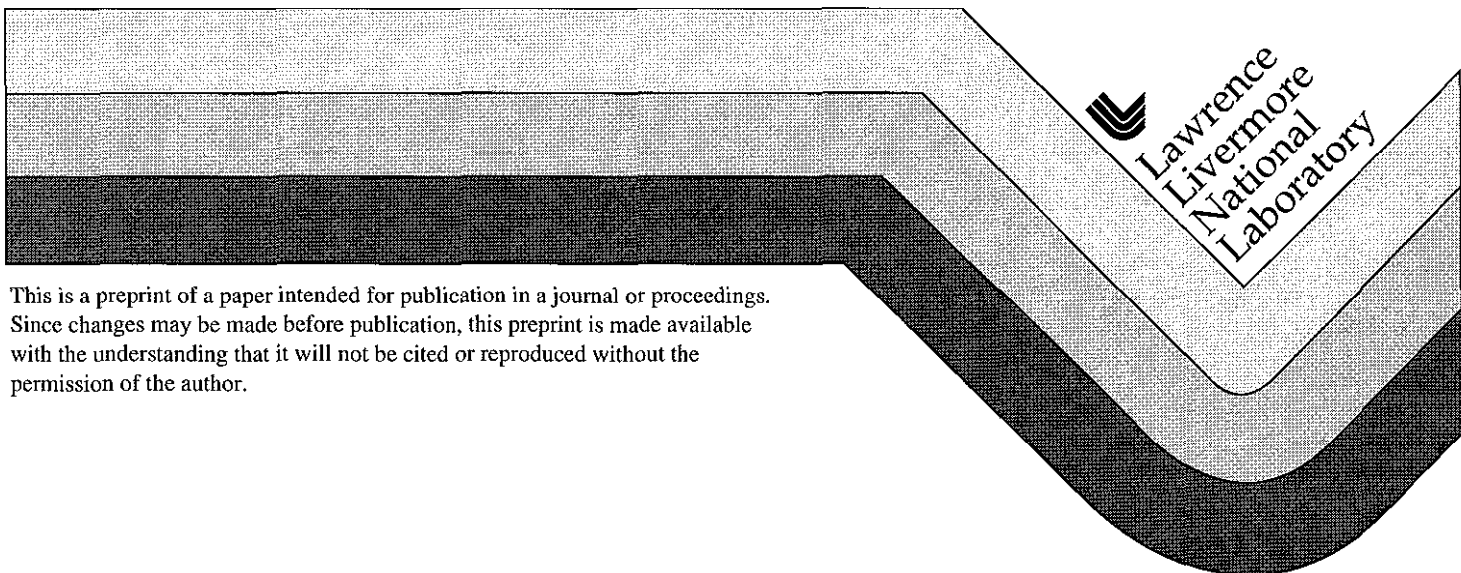 Lawrence
Livermore
National
Laboratory
This is a preprint of a paper intended for publication in a journal or proceedings.
Since changes may be made before publication, this preprint is made available
with the understanding that it will not be cited or reproduced without the
permission of the author.